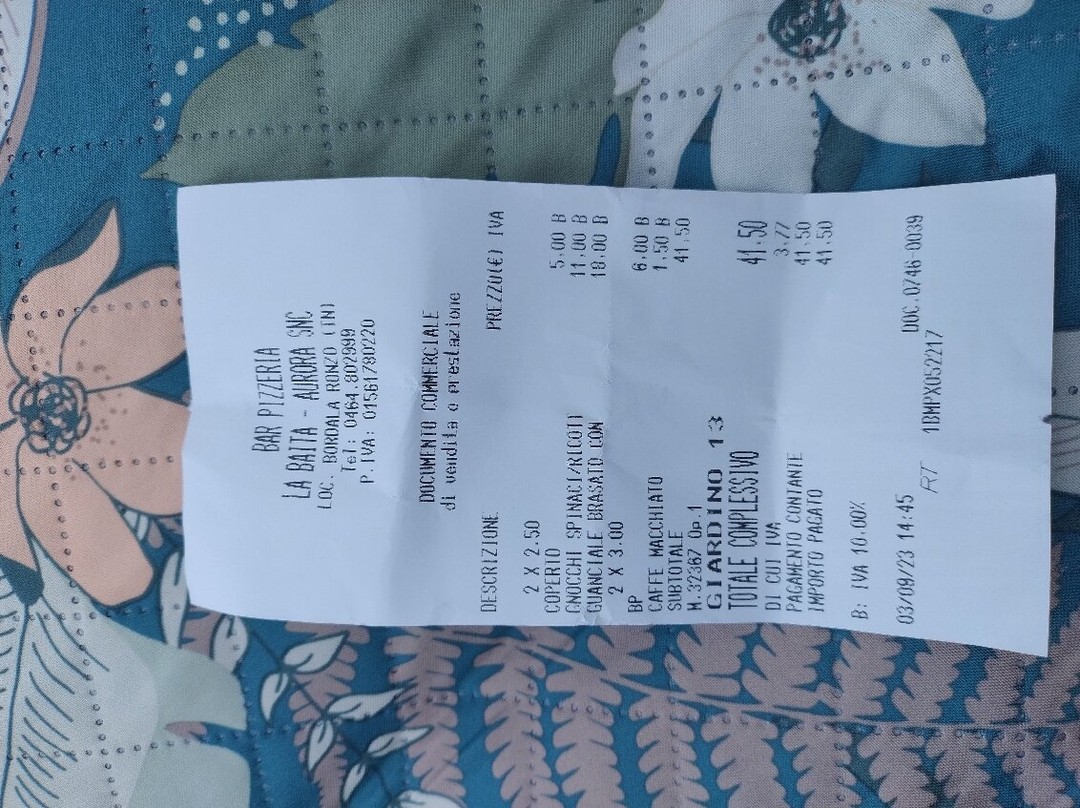 BAR PIZZERIA
LA BAITA - AURORA SNC
LOC. BORDALA RONZO (TN)
Tel: 0464.802999
P.IVA: 01561780220
DOCUMENTO COMMERCIALE
di vendita o prestazione
DESCRIZIONE PREZZO(€) IVA
2 X 2.50
COPERTO 5,00 B
GNOCCHI SPINACI/RICOTT 11,00 B
GUANCIALE BRASATO CON 18,00 B
2 X 3.00
BP 6,00 B
CAFFE MACCHIATO 1,50 B
SUBTOTALE 41,50
M.32367 Op.1
GIARDINO 13
TOTALE COMPLESSIVO 41,50
DI CUI IVA 3,77
PAGAMENTO CONTANTE 41,50
IMPORTO PAGATO 41,50
B: IVA 10.00%
03/09/23 14:45 DOC.0746-0039
RT 1BMPX052217